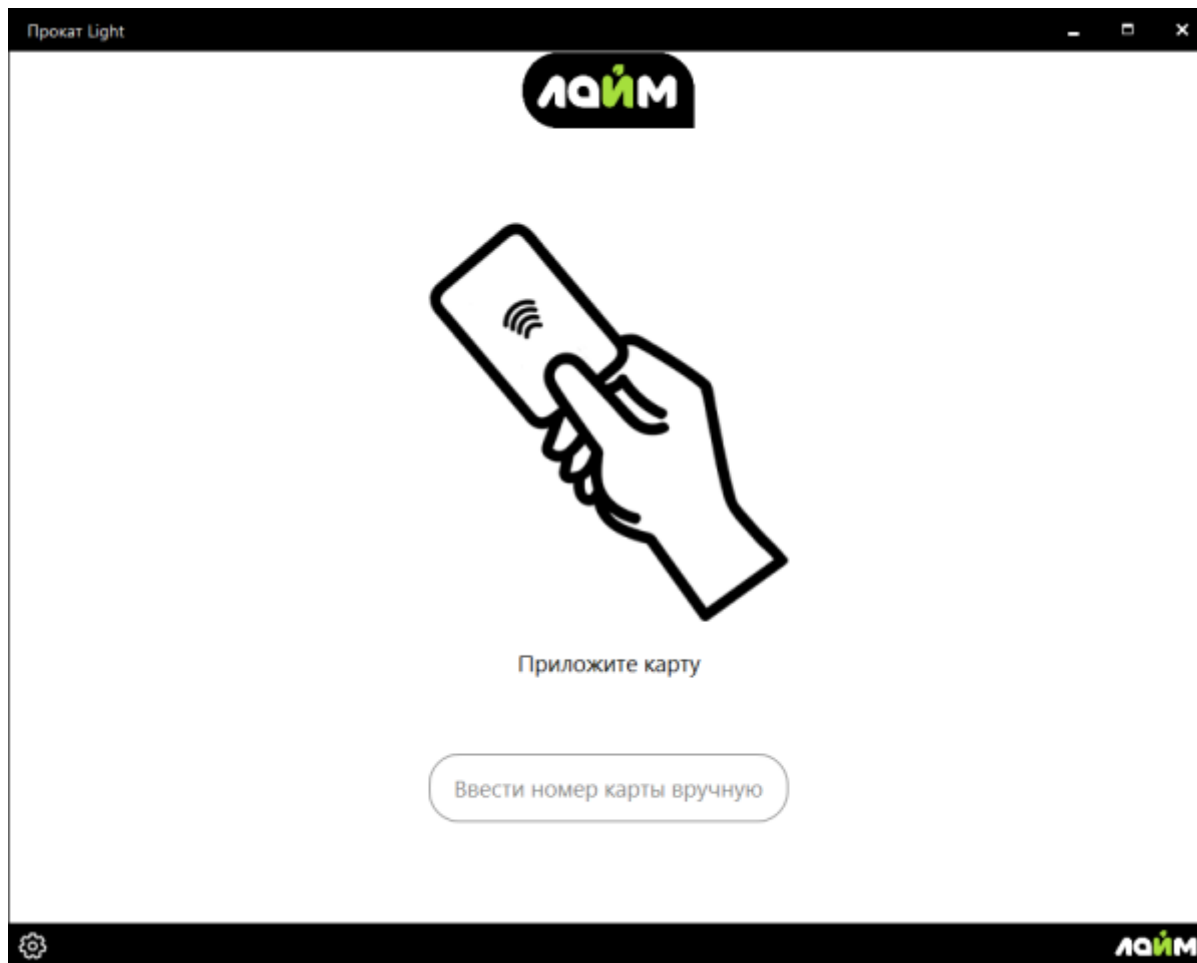 Прокат Light
лайм
Приложите карту
Ввести номер карты вручную
лайм